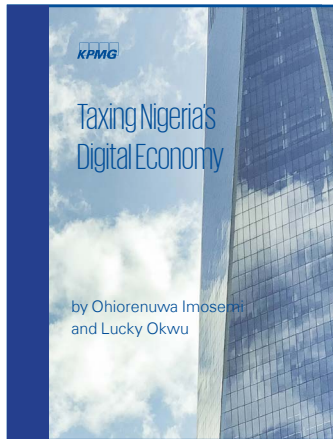 KPMG
Taxing Nigeria's
Digital Economy
by Ohiorenuwa Imosemi
and Lucky Okwu